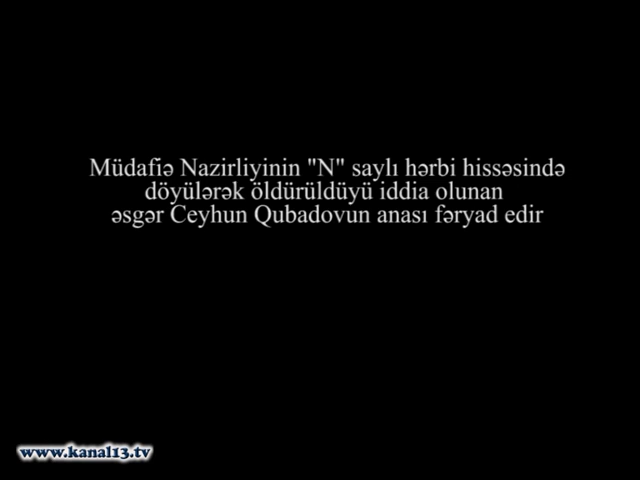 Müdafiə Nazirliyinin "N" saylı hərbi hissəsində
döyülərək öldürüldüyü iddia olunan
əsgər Ceyhun Qubadovun anası fəryad edir
www.kanal13.tv